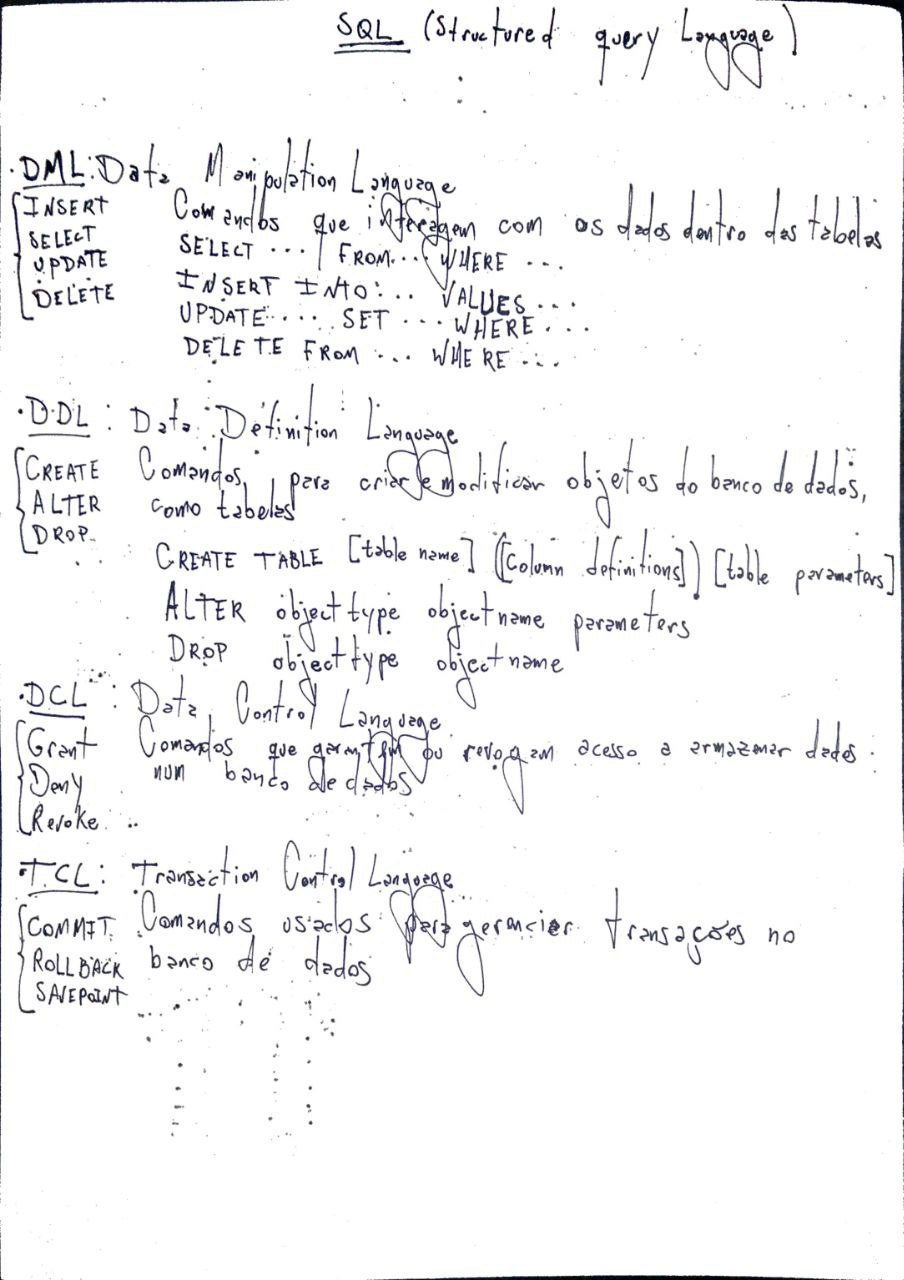 SQL (Structured query Language)
· DML: Data Manipulation Language
INSERT
SELECT
UPDATE
DELETE
Comandos que interagem com os dados dentro das tabelas
SELECT ... FROM... WHERE ...
INSERT INTO... VALUES ...
UPDATE .... SET ... WHERE ...
DELETE FROM ... WHERE ...
· DDL: Data Definition Language
CREATE
ALTER
DROP
Comandos para criar e modificar objetos do banco de dados,
como tabelas
CREATE TABLE [table name] ([column definitions]) [table parameters]
ALTER objecttype objectname parameters
DROP objecttype objectname
· DCL: Data Control Language
Grant
Deny
Revoke
Comandos que garantem ou revogam acesso a armazenar dados
num banco de dados
· TCL: Transaction Control Language
COMMIT
ROLLBACK
SAVEPOINT
Comandos usados para gerenciar transações no
banco de dados